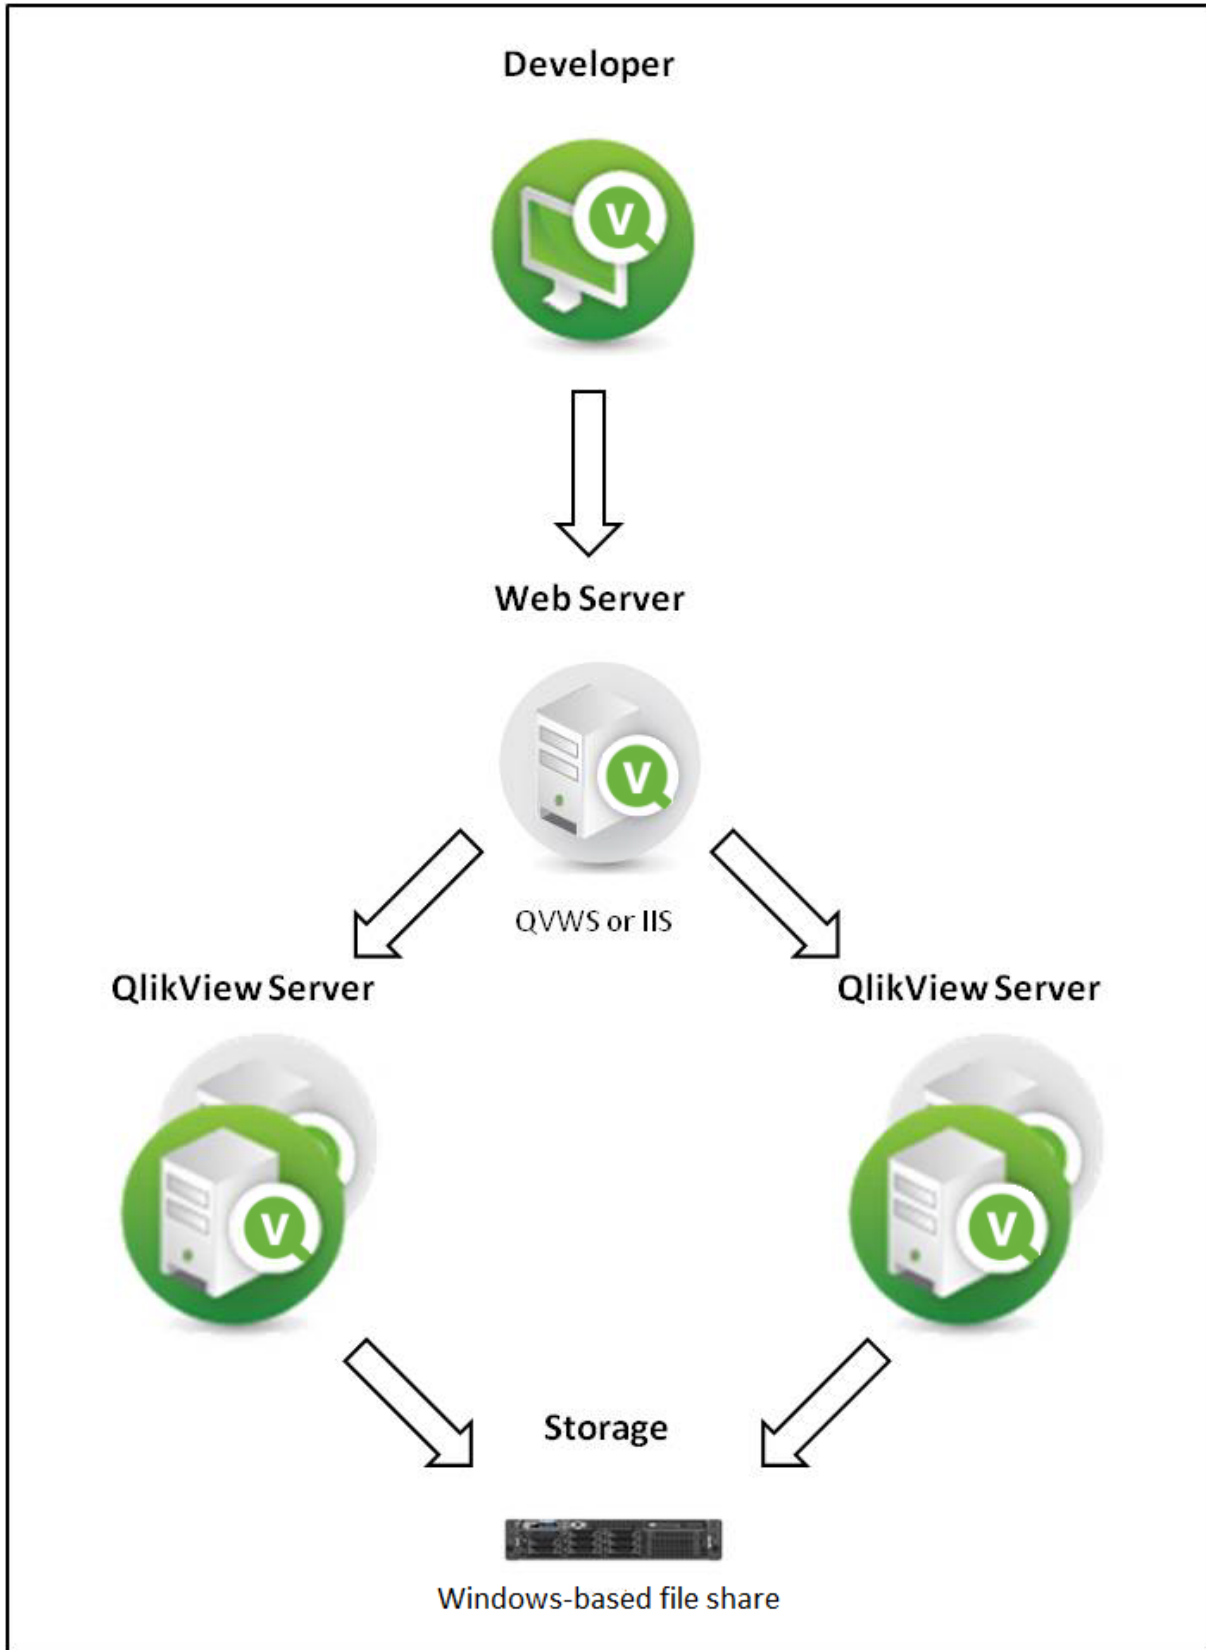 Developer
V
Web Server
V
QVWS or IIS
QlikView Server
QlikView Server
V
V
Storage
Windows-based file share